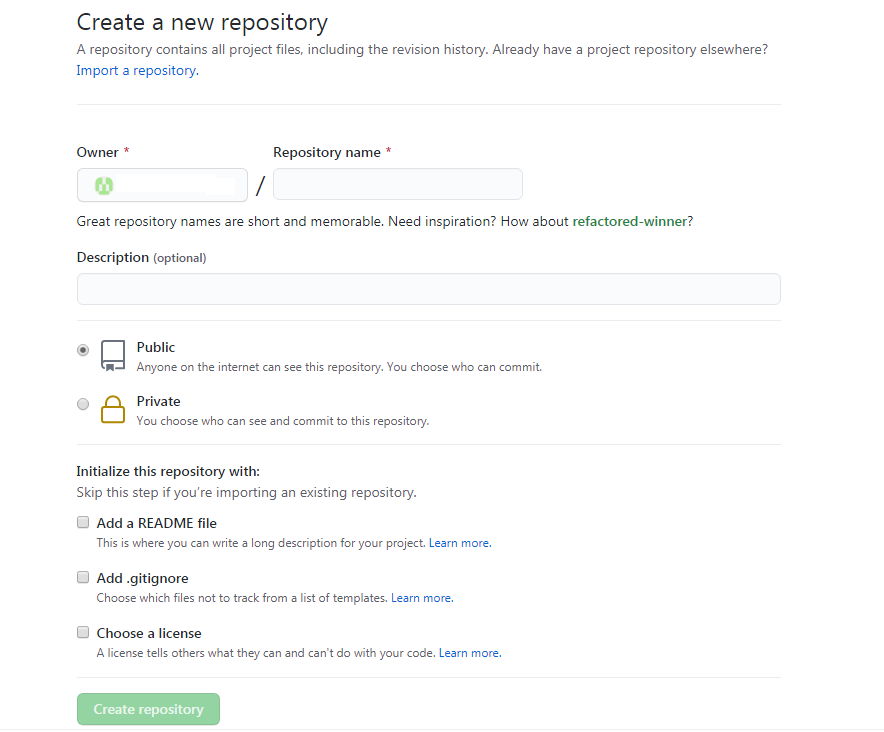 Create a new repository
A repository contains all project files, including the revision history. Already have a project repository elsewhere?
Import a repository.
Owner * Repository name *
/
Great repository names are short and memorable. Need inspiration? How about refactored-winner?
Description (optional)
Public
Anyone on the internet can see this repository. You choose who can commit.
Private
You choose who can see and commit to this repository.
Initialize this repository with:
Skip this step if you're importing an existing repository.
Add a README file
This is where you can write a long description for your project. Learn more.
Add .gitignore
Choose which files not to track from a list of templates. Learn more.
Choose a license
A license tells others what they can and can't do with your code. Learn more.
Create repository